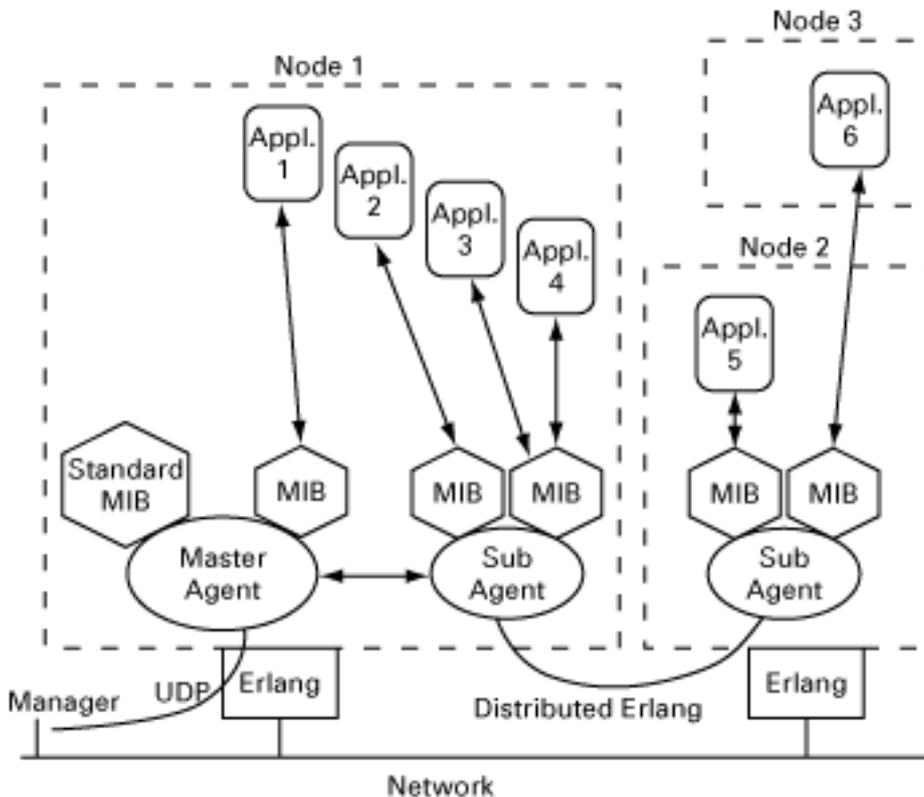 Node 3
Node 1
Appl.
6
Appl.
1
Appl.
2
Appl.
3
Appl.
4
Node 2
Appl.
5
Standard
MIB
MIB
MIB
MIB
MIB
MIB
Master
Agent
Sub
Agent
Sub
Agent
Manager
UDP
Erlang
Distributed Erlang
Erlang
Network